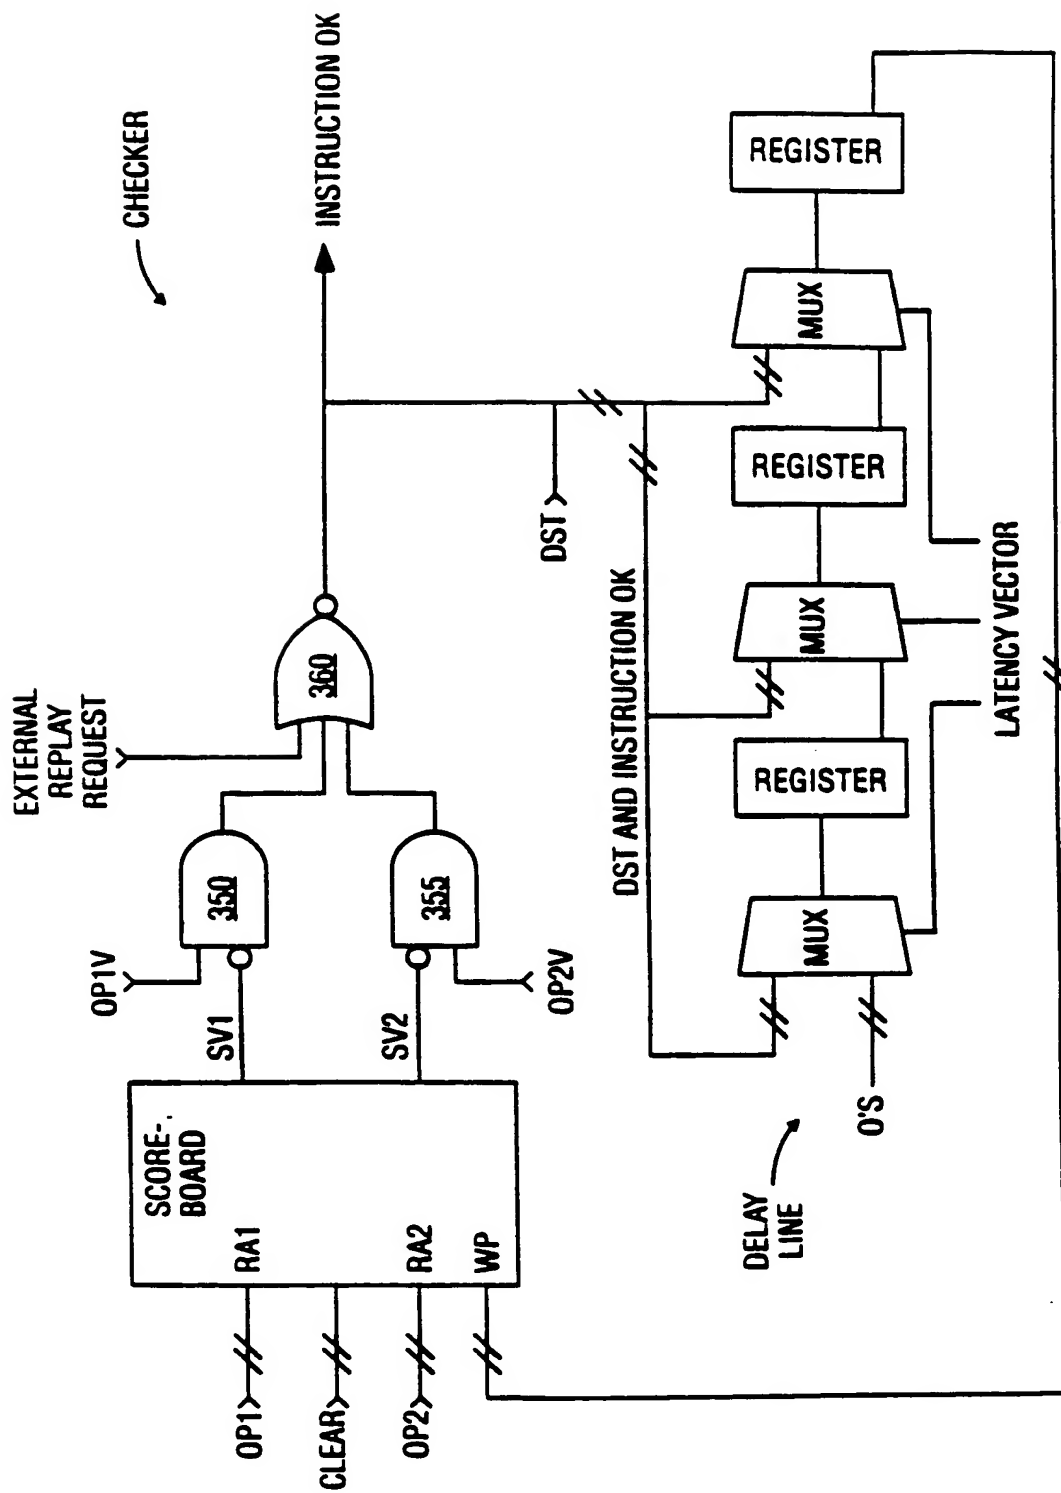 CHECKER
INSTRUCTION OK
EXTERNAL
REPLAY
REQUEST
OP1V
350
360
SV1
SCORE-
BOARD
RA1
OP1
CLEAR
RA2
OP2
WP
SV2
355
OP2V
DST
DST AND INSTRUCTION OK
DELAY
LINE
O'S
MUX
REGISTER
MUX
REGISTER
MUX
REGISTER
LATENCY VECTOR